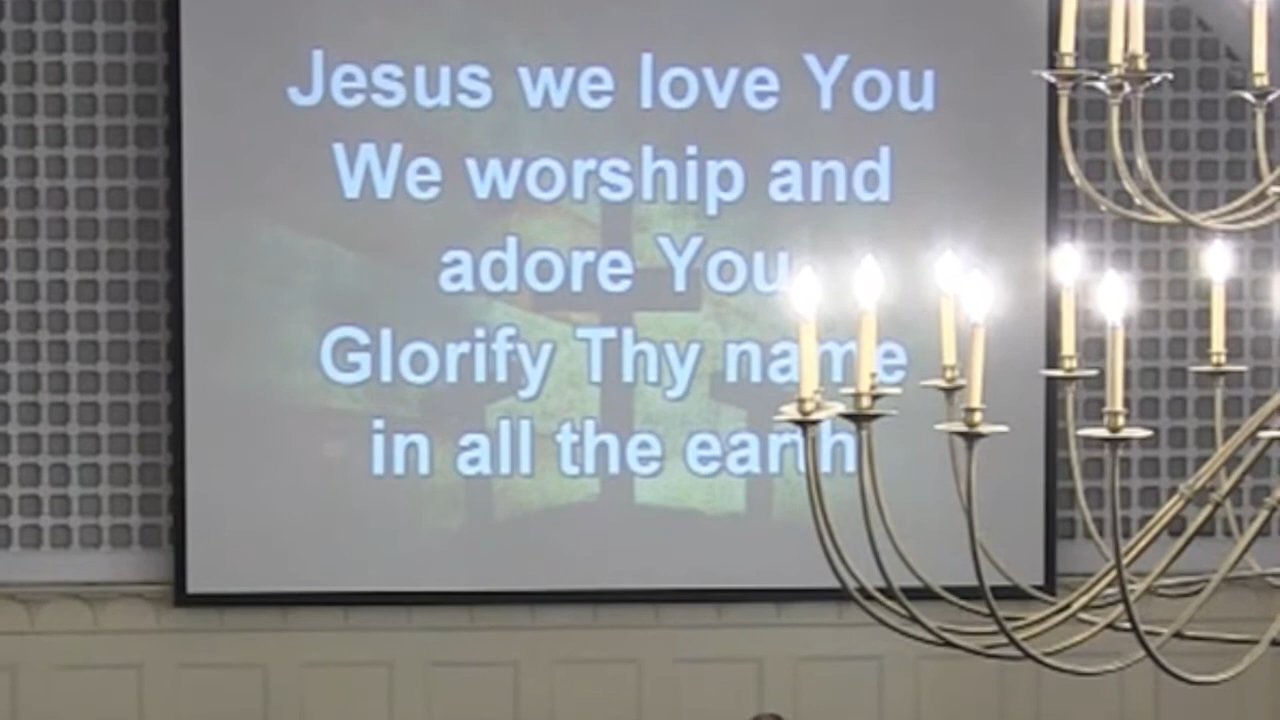 Jesus we love You
We worship and
adore You
Glorify Thy name
in all the earth